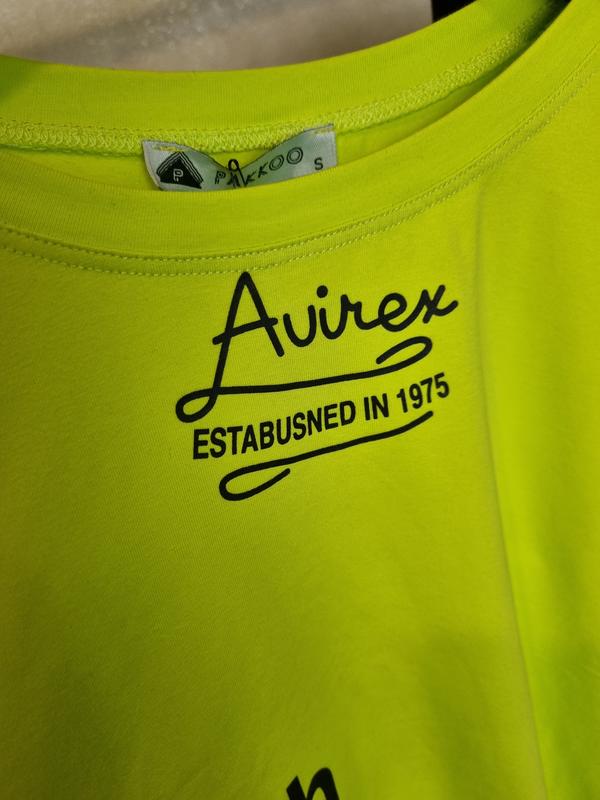 P PAKKOO S
Avirex
ESTABUSNED IN 1975
n